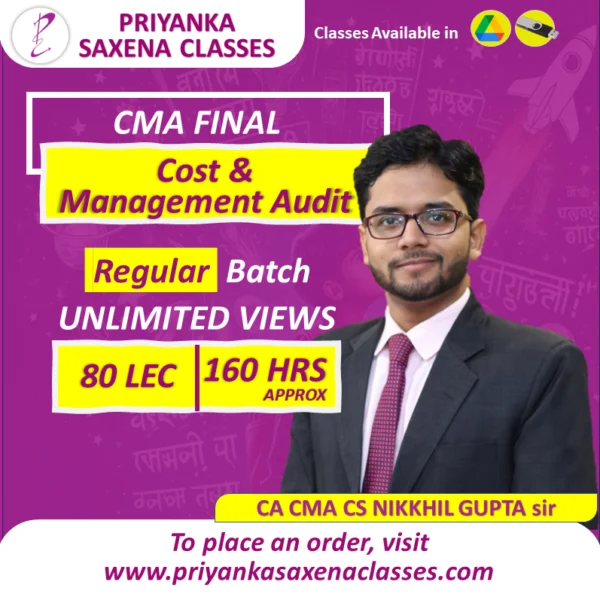 PRIYANKA
SAXENA CLASSES
Classes Available in
CMA FINAL
Cost &
Management Audit
Regular Batch
UNLIMITED VIEWS
80 LEC
160 HRS
APPROX
CA CMA CS NIKKHIL GUPTA sir
To place an order, visit
www.priyankasaxenaclasses.com